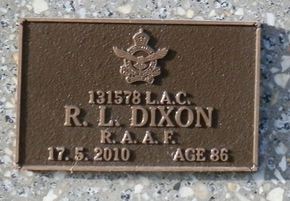 131578 L.A.C.
R. L. DIXON
R. A. A. F.
17. 5. 2010 AGE 86